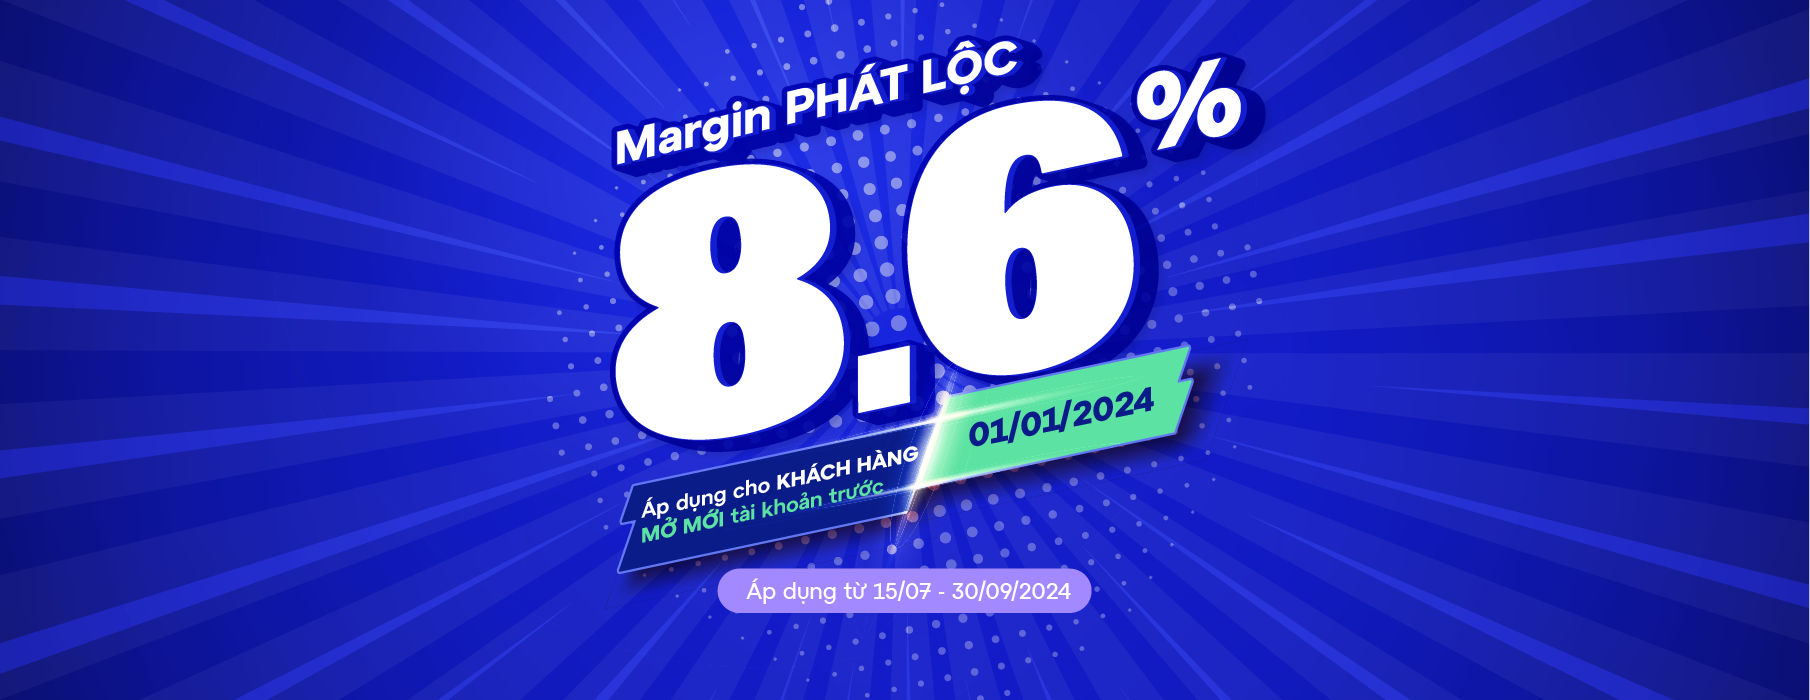 Margin PHÁT LỘC
8.6%
Áp dụng cho KHÁCH HÀNG
MỞ MỚI tài khoản trước
01/01/2024
Áp dụng từ 15/07 - 30/09/2024